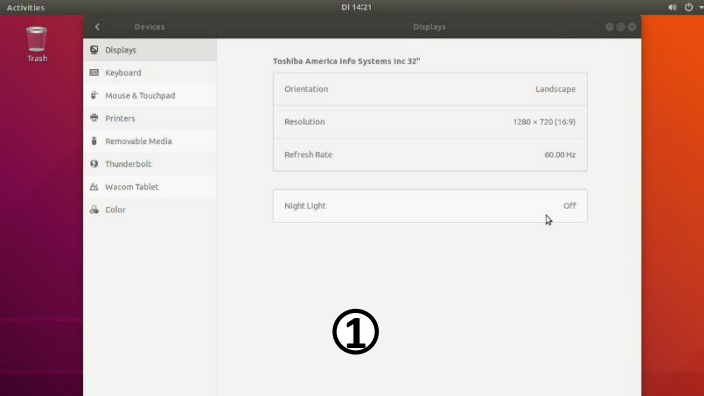 Activities
Di 14:21
Trash
Devices
Displays
Displays
Keyboard
Mouse & Touchpad
Printers
Removable Media
Thunderbolt
Wacom Tablet
Color
Toshiba America Info Systems Inc 32"
Orientation Landscape
Resolution 1280 × 720 (16:9)
Refresh Rate 60.00 Hz
Night Light Off
①